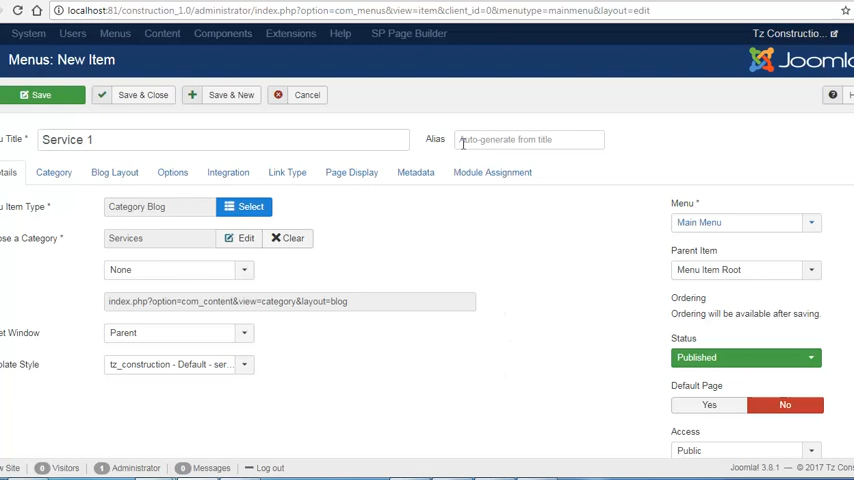 localhost:81/construction_1.0/administrator/index.php?option=com_menus&view=item&client_id=0&menutype=mainmenu&layout=edit
System Users Menus Content Components Extensions Help SP Page Builder Tz Constructio...
Menus: New Item Joomla
Save Save & Close Save & New Cancel ? H
u Title * Service 1 Alias Auto-generate from title
etails Category Blog Layout Options Integration Link Type Page Display Metadata Module Assignment
Menu *
u Item Type * Category Blog Select
Main Menu
ose a Category * Services Edit Clear
Parent Item
None Menu Item Root
Ordering
index.php?option=com_content&view=category&layout=blog
Ordering will be available after saving.
et Window Parent
Status
Published
plate Style tz_construction - Default - ser...
Default Page
Yes No
Access
Public
w Site 0 Visitors 1 Administrator 0 Messages Log out Joomla! 3.8.1 — © 2017 Tz Cons